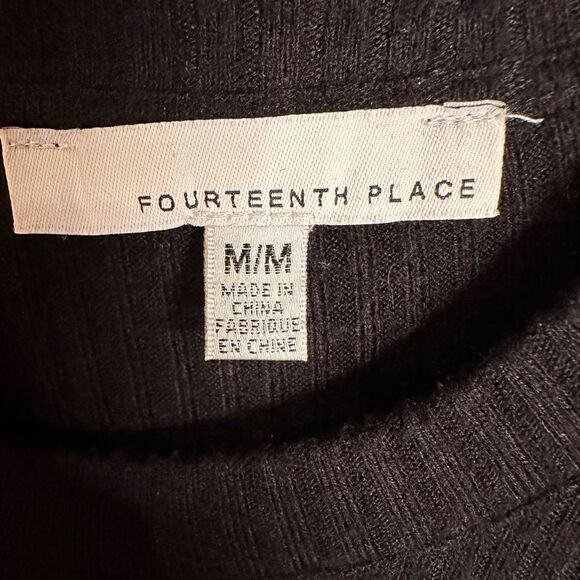 FOURTEENTH PLACE
M/M
MADE IN
CHINA
FABRIQUE
EN CHINE